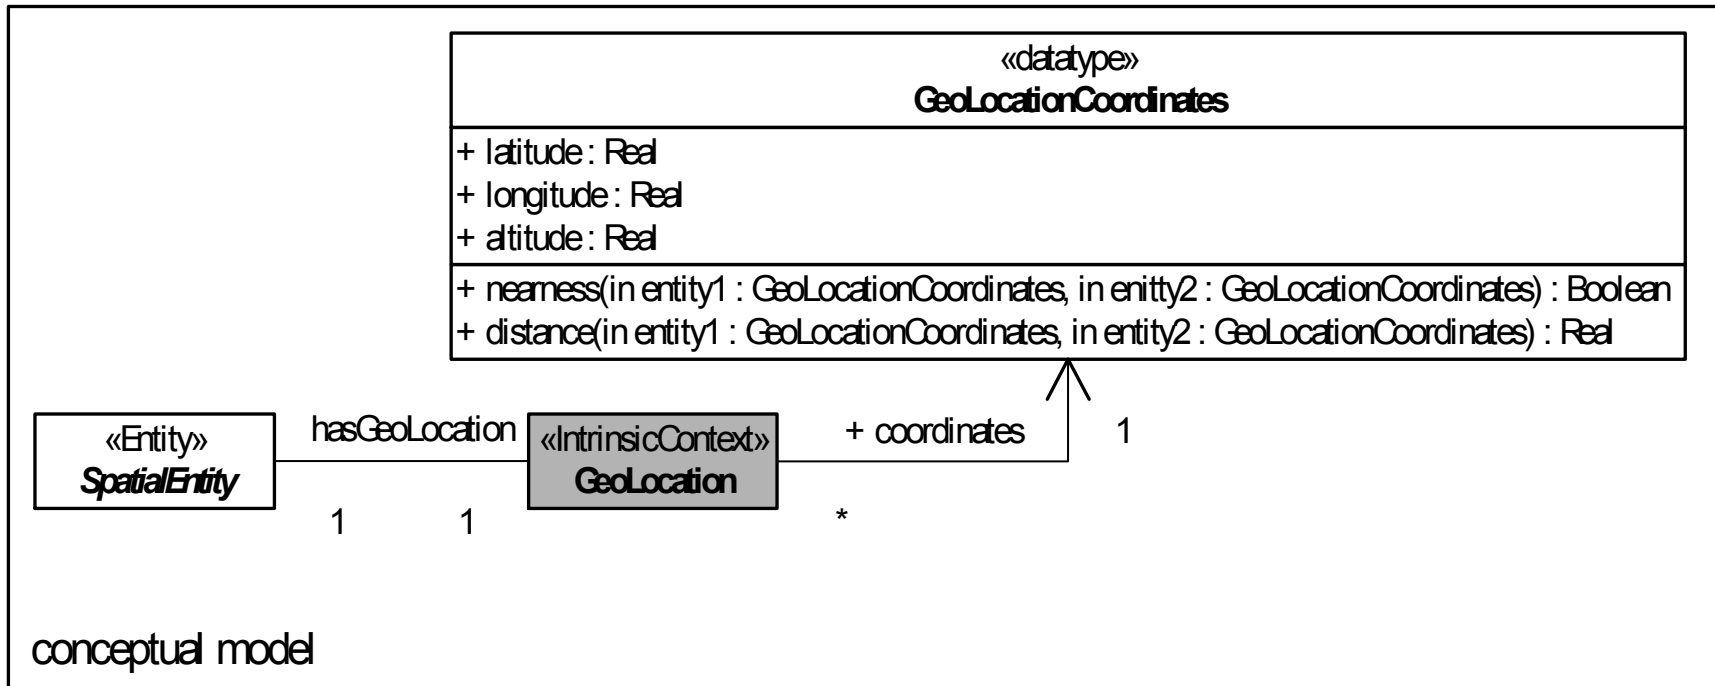 «datatype»
GeoLocationCoordinates
+ latitude : Real
+ longitude : Real
+ altitude : Real
+ nearness(in entity1 : GeoLocationCoordinates, in enitty2 : GeoLocationCoordinates) : Boolean
+ distance(in entity1 : GeoLocationCoordinates, in entity2 : GeoLocationCoordinates) : Real
«Entity»
SpatialEntity
hasGeoLocation
1
1
«IntrinsicContext»
GeoLocation
+ coordinates
1
*
conceptual model